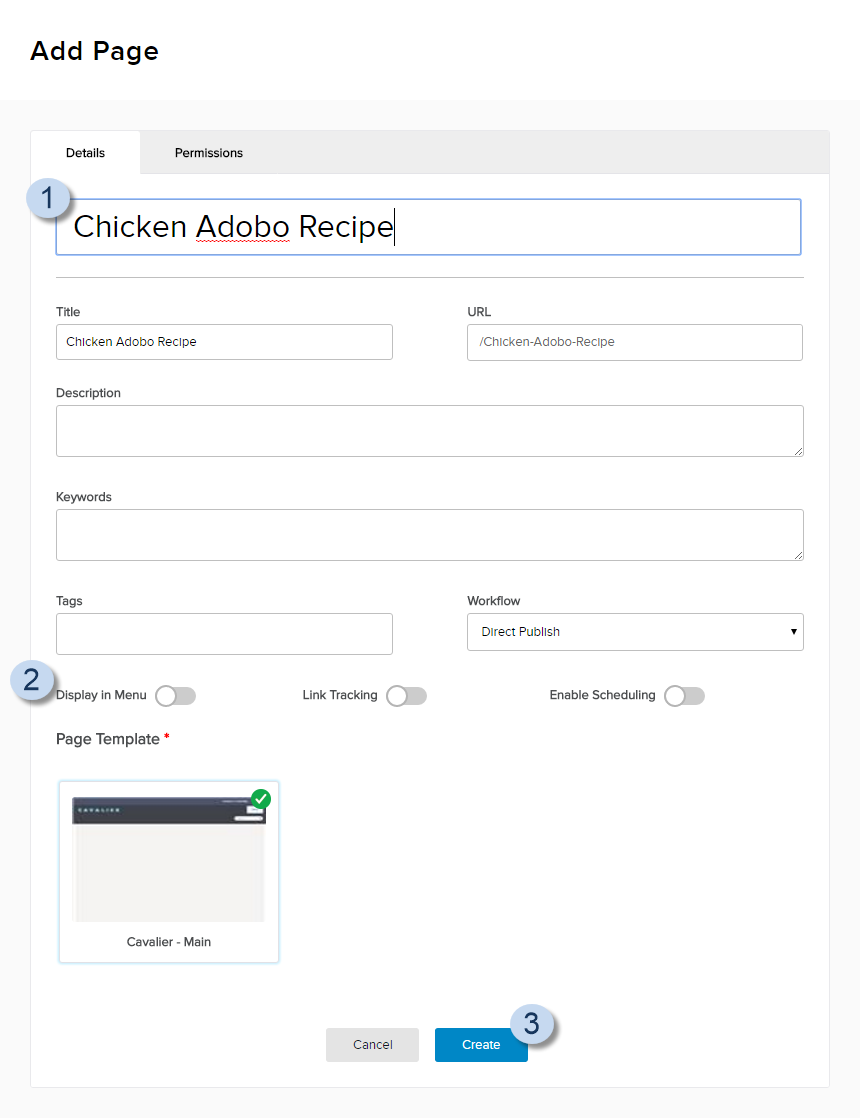 Add Page
Details Permissions
1
Chicken Adobo Recipe
Title URL
Chicken Adobo Recipe /Chicken-Adobo-Recipe
Description
Keywords
Tags Workflow
Direct Publish
2
Display in Menu Link Tracking Enable Scheduling
Page Template *
CAVALIER
Cavalier - Main
3
Cancel Create